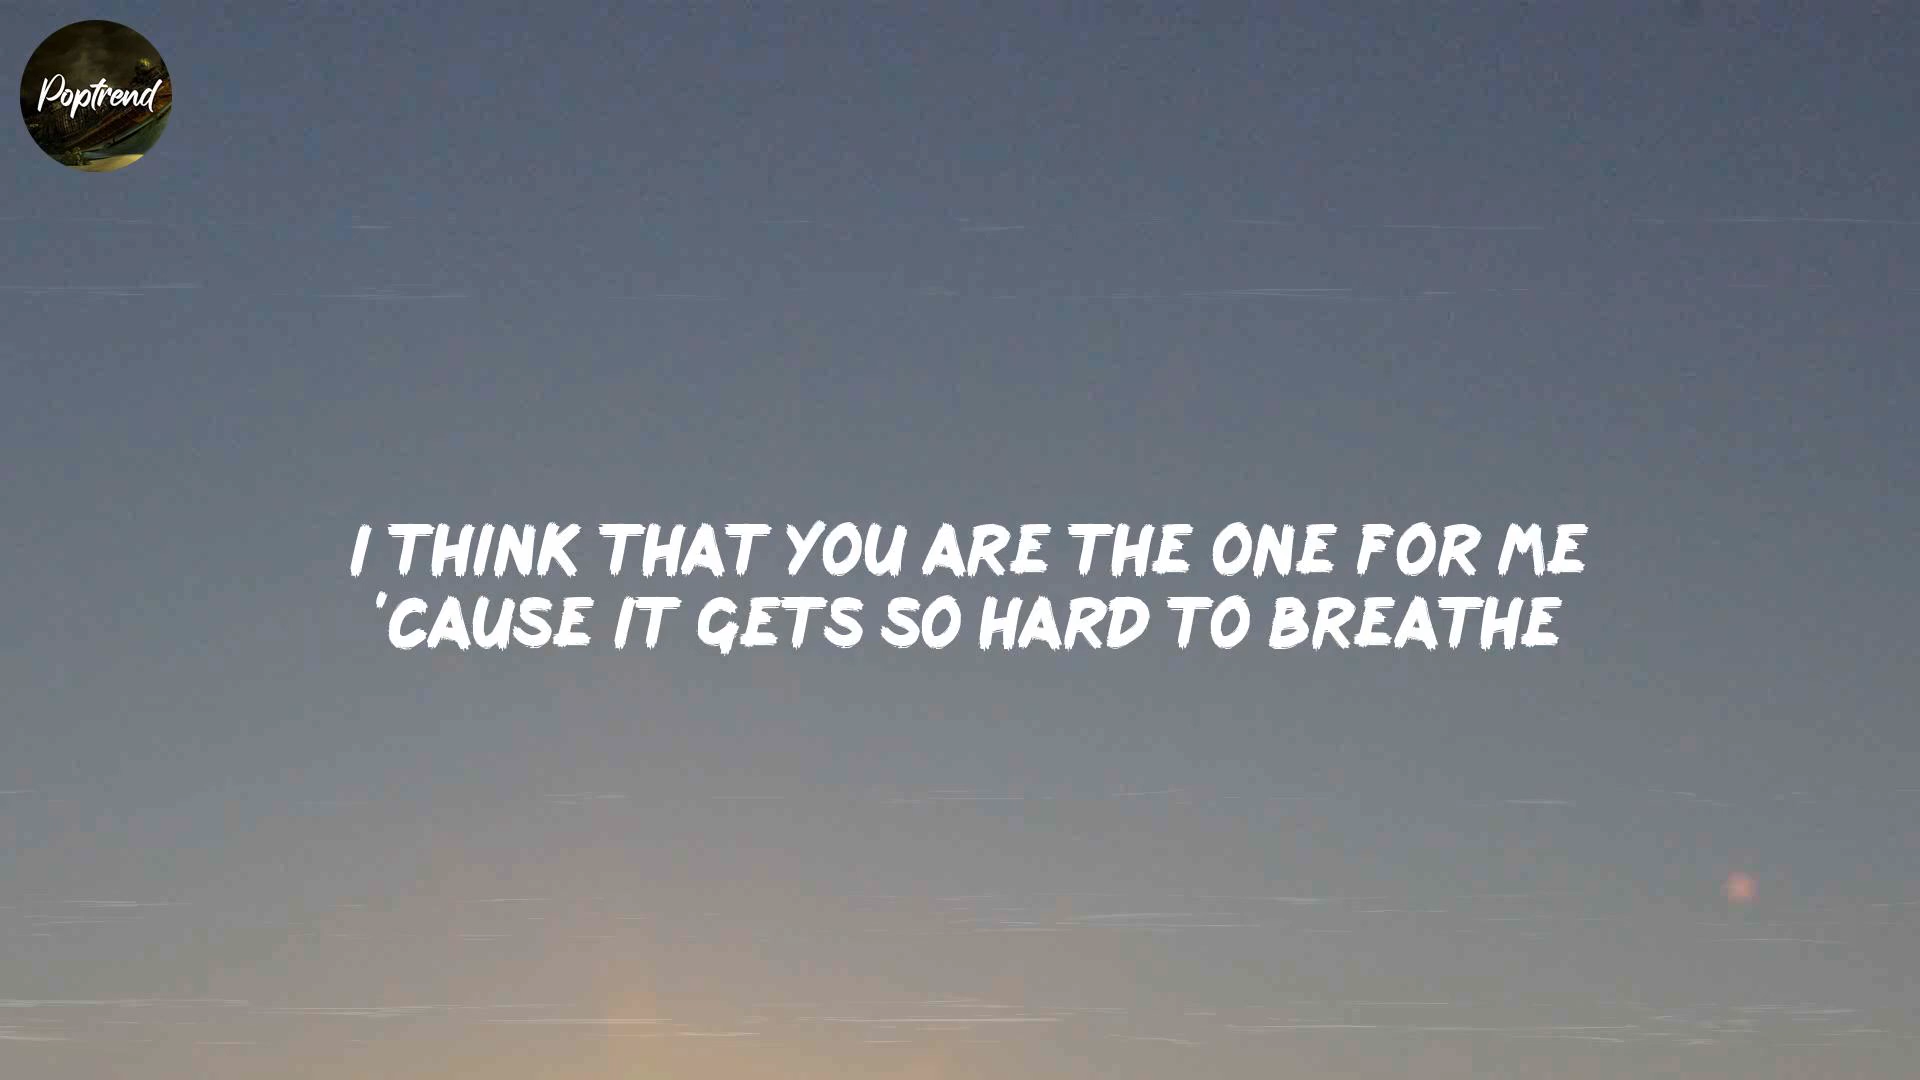 Poptrend
I THINK THAT YOU ARE THE ONE FOR ME
'CAUSE IT GETS SO HARD TO BREATHE